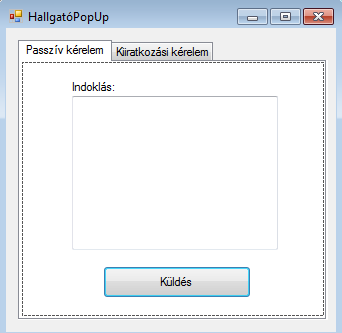 HallgatóPopUp
Passzív kérelem
Kiiratkozási kérelem
Indoklás:
Küldés